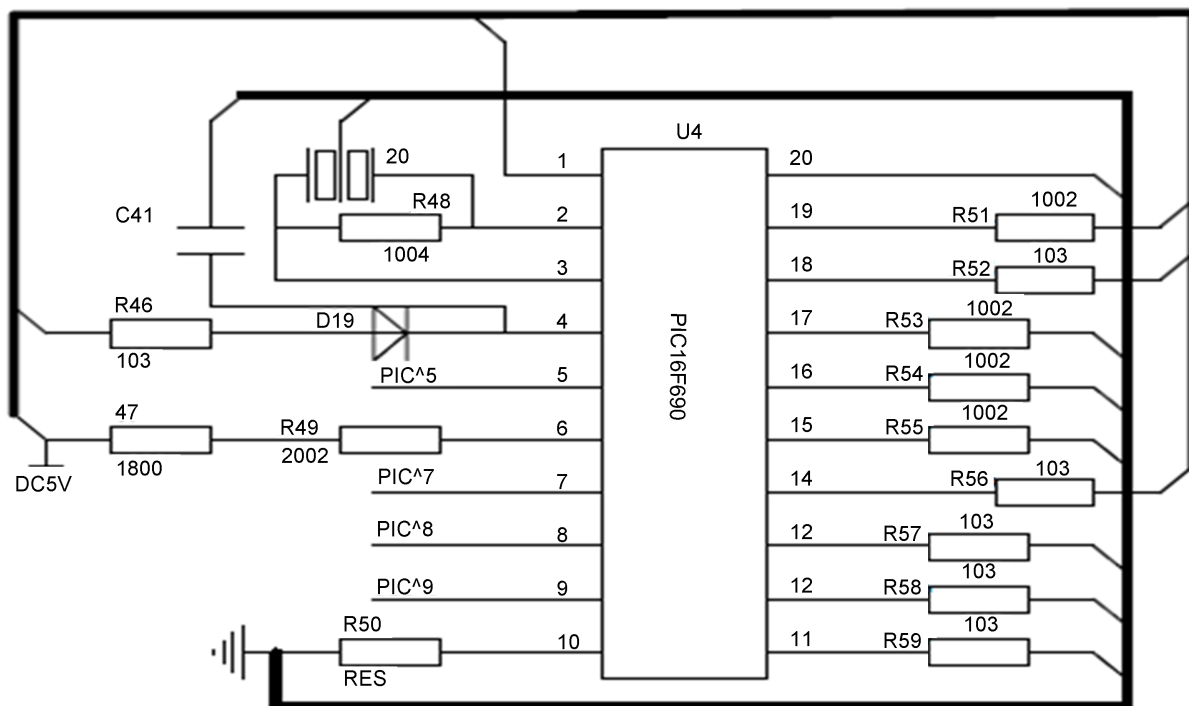 U4
1
20
20
R48
1004
2
19
R51
1002
C41
3
18
R52
103
R46
103
D19
4
17
R53
1002
PIC^5
5
16
R54
1002
47
1800
R49
2002
6
15
R55
1002
DC5V
PIC^7
7
14
R56
103
PIC^8
8
12
R57
103
PIC^9
9
12
R58
103
R50
RES
10
11
R59
103
PIC16F690